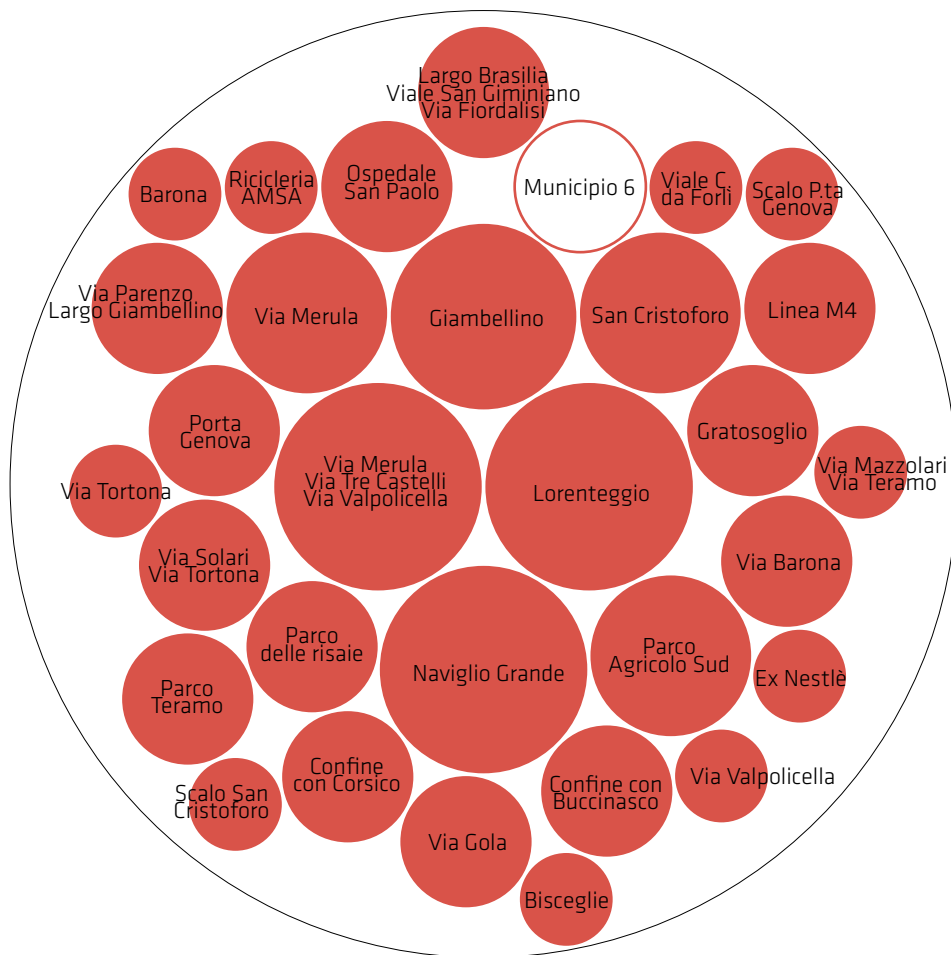 Largo Brasilia
Viale San Giminiano
Via Fiordalisi
Municipio 6
Ospedale
San Paolo
Ricicleria
AMSA
Barona
Viale C.
da Forlì
Scalo P.ta
Genova
Via Parenzo
Largo Giambellino
Via Merula
Giambellino
San Cristoforo
Linea M4
Porta
Genova
Gratosoglio
Via Merula
Via Tre Castelli
Via Valpolicella
Lorenteggio
Via Mazzolari
Via Teramo
Via Tortona
Via Solari
Via Tortona
Via Barona
Parco
delle risaie
Naviglio Grande
Parco
Agricolo Sud
Ex Nestlè
Parco
Teramo
Confine
con Corsico
Confine con
Buccinasco
Via Valpolicella
Scalo San
Cristoforo
Via Gola
Bisceglie